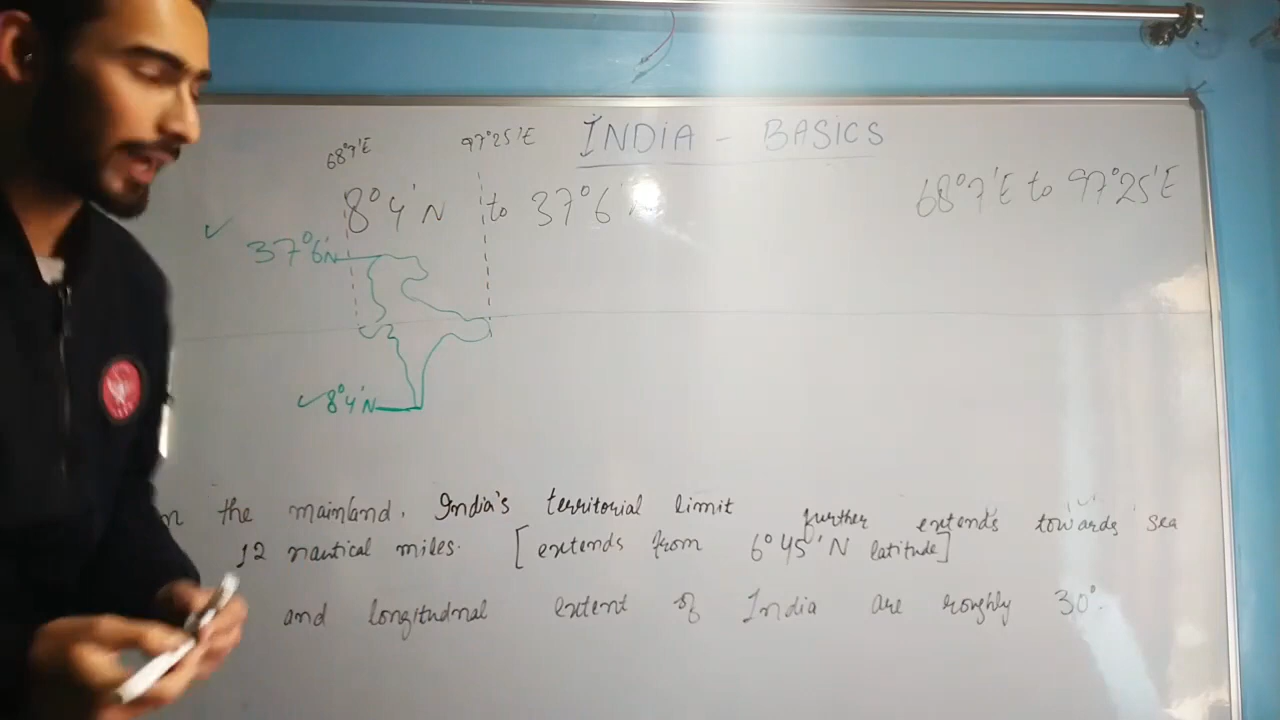 INDIA - BASICS
68°7'E
97°25'E
8°4'N to 37°6'
68°7'E to 97°25'E
37°6'N
8°4'N
the mainland, India's territorial limit further extends towards sea
12 nautical miles. [extends from 6°45'N latitude]
and longitudnal extent of India are roughly 30°.